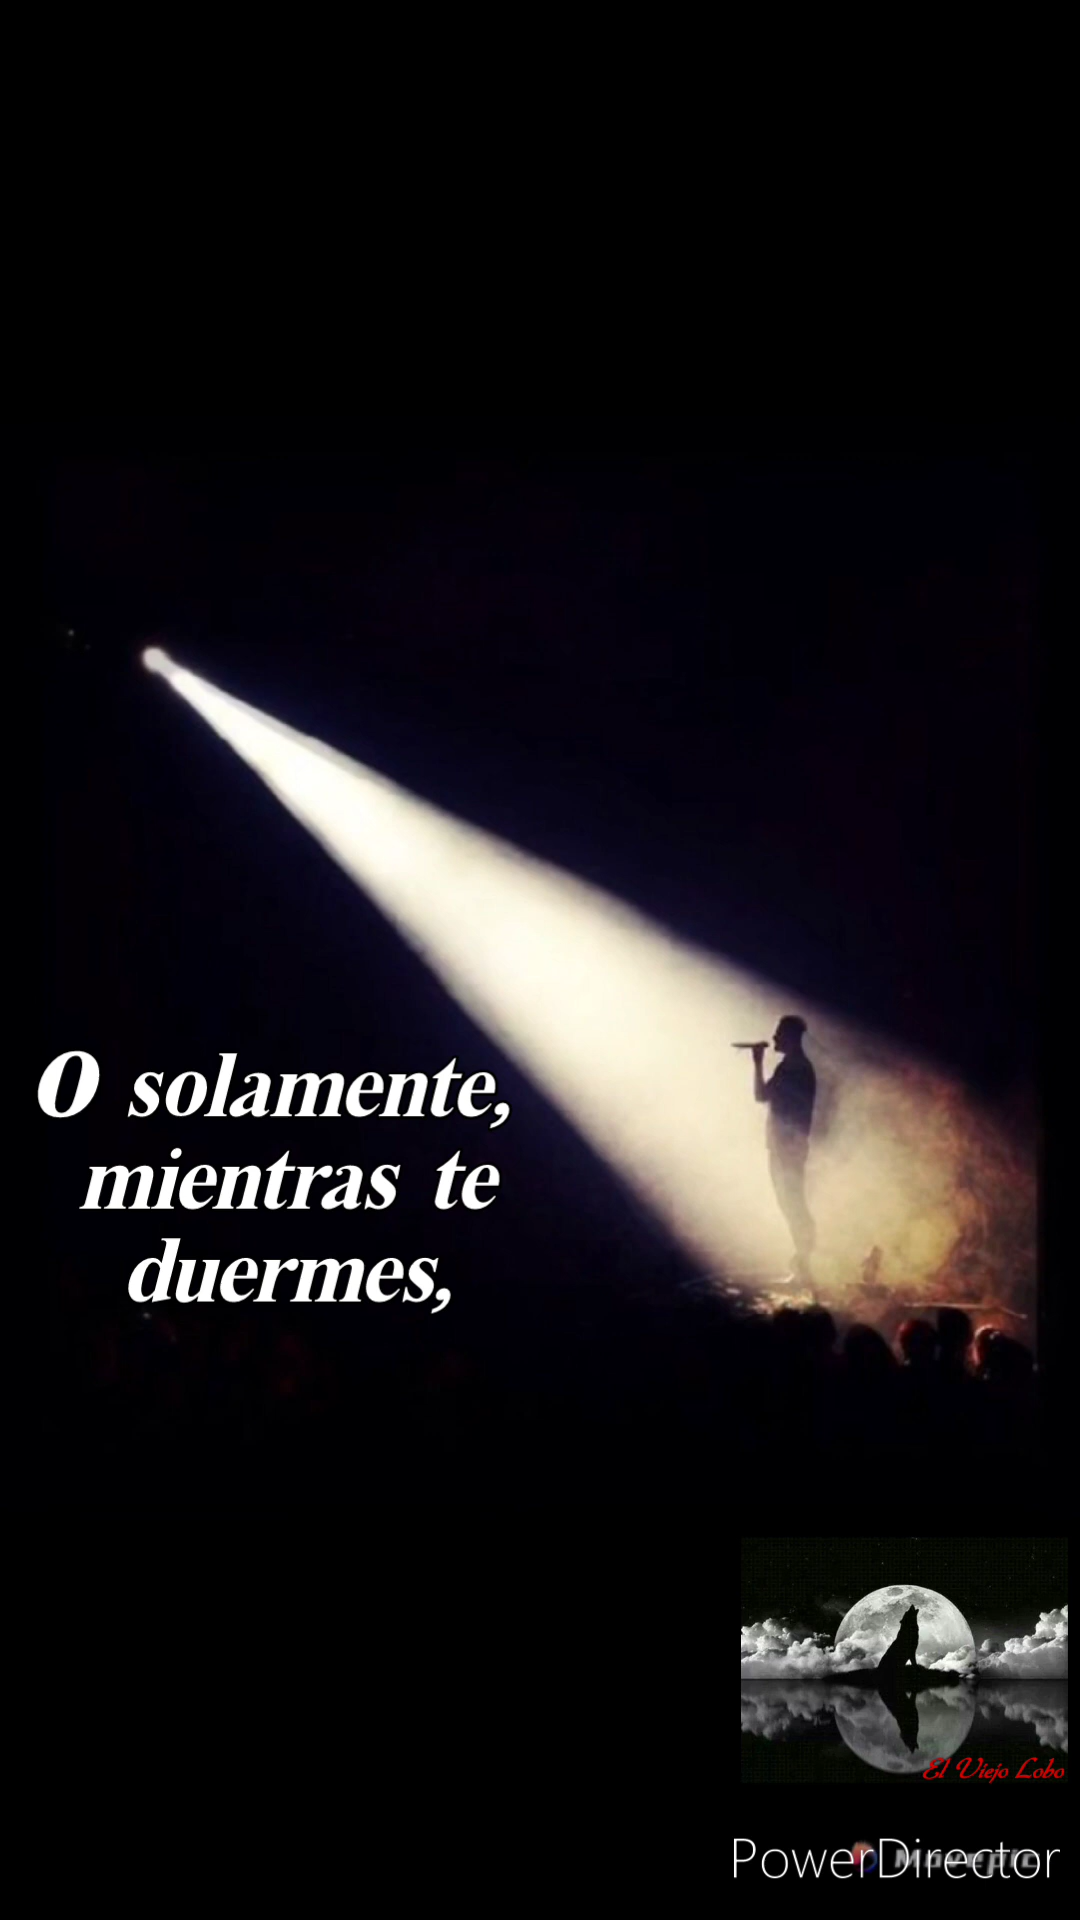 O solamente,
mientras te
duermes,
El Viejo Lobo
PowerDirector